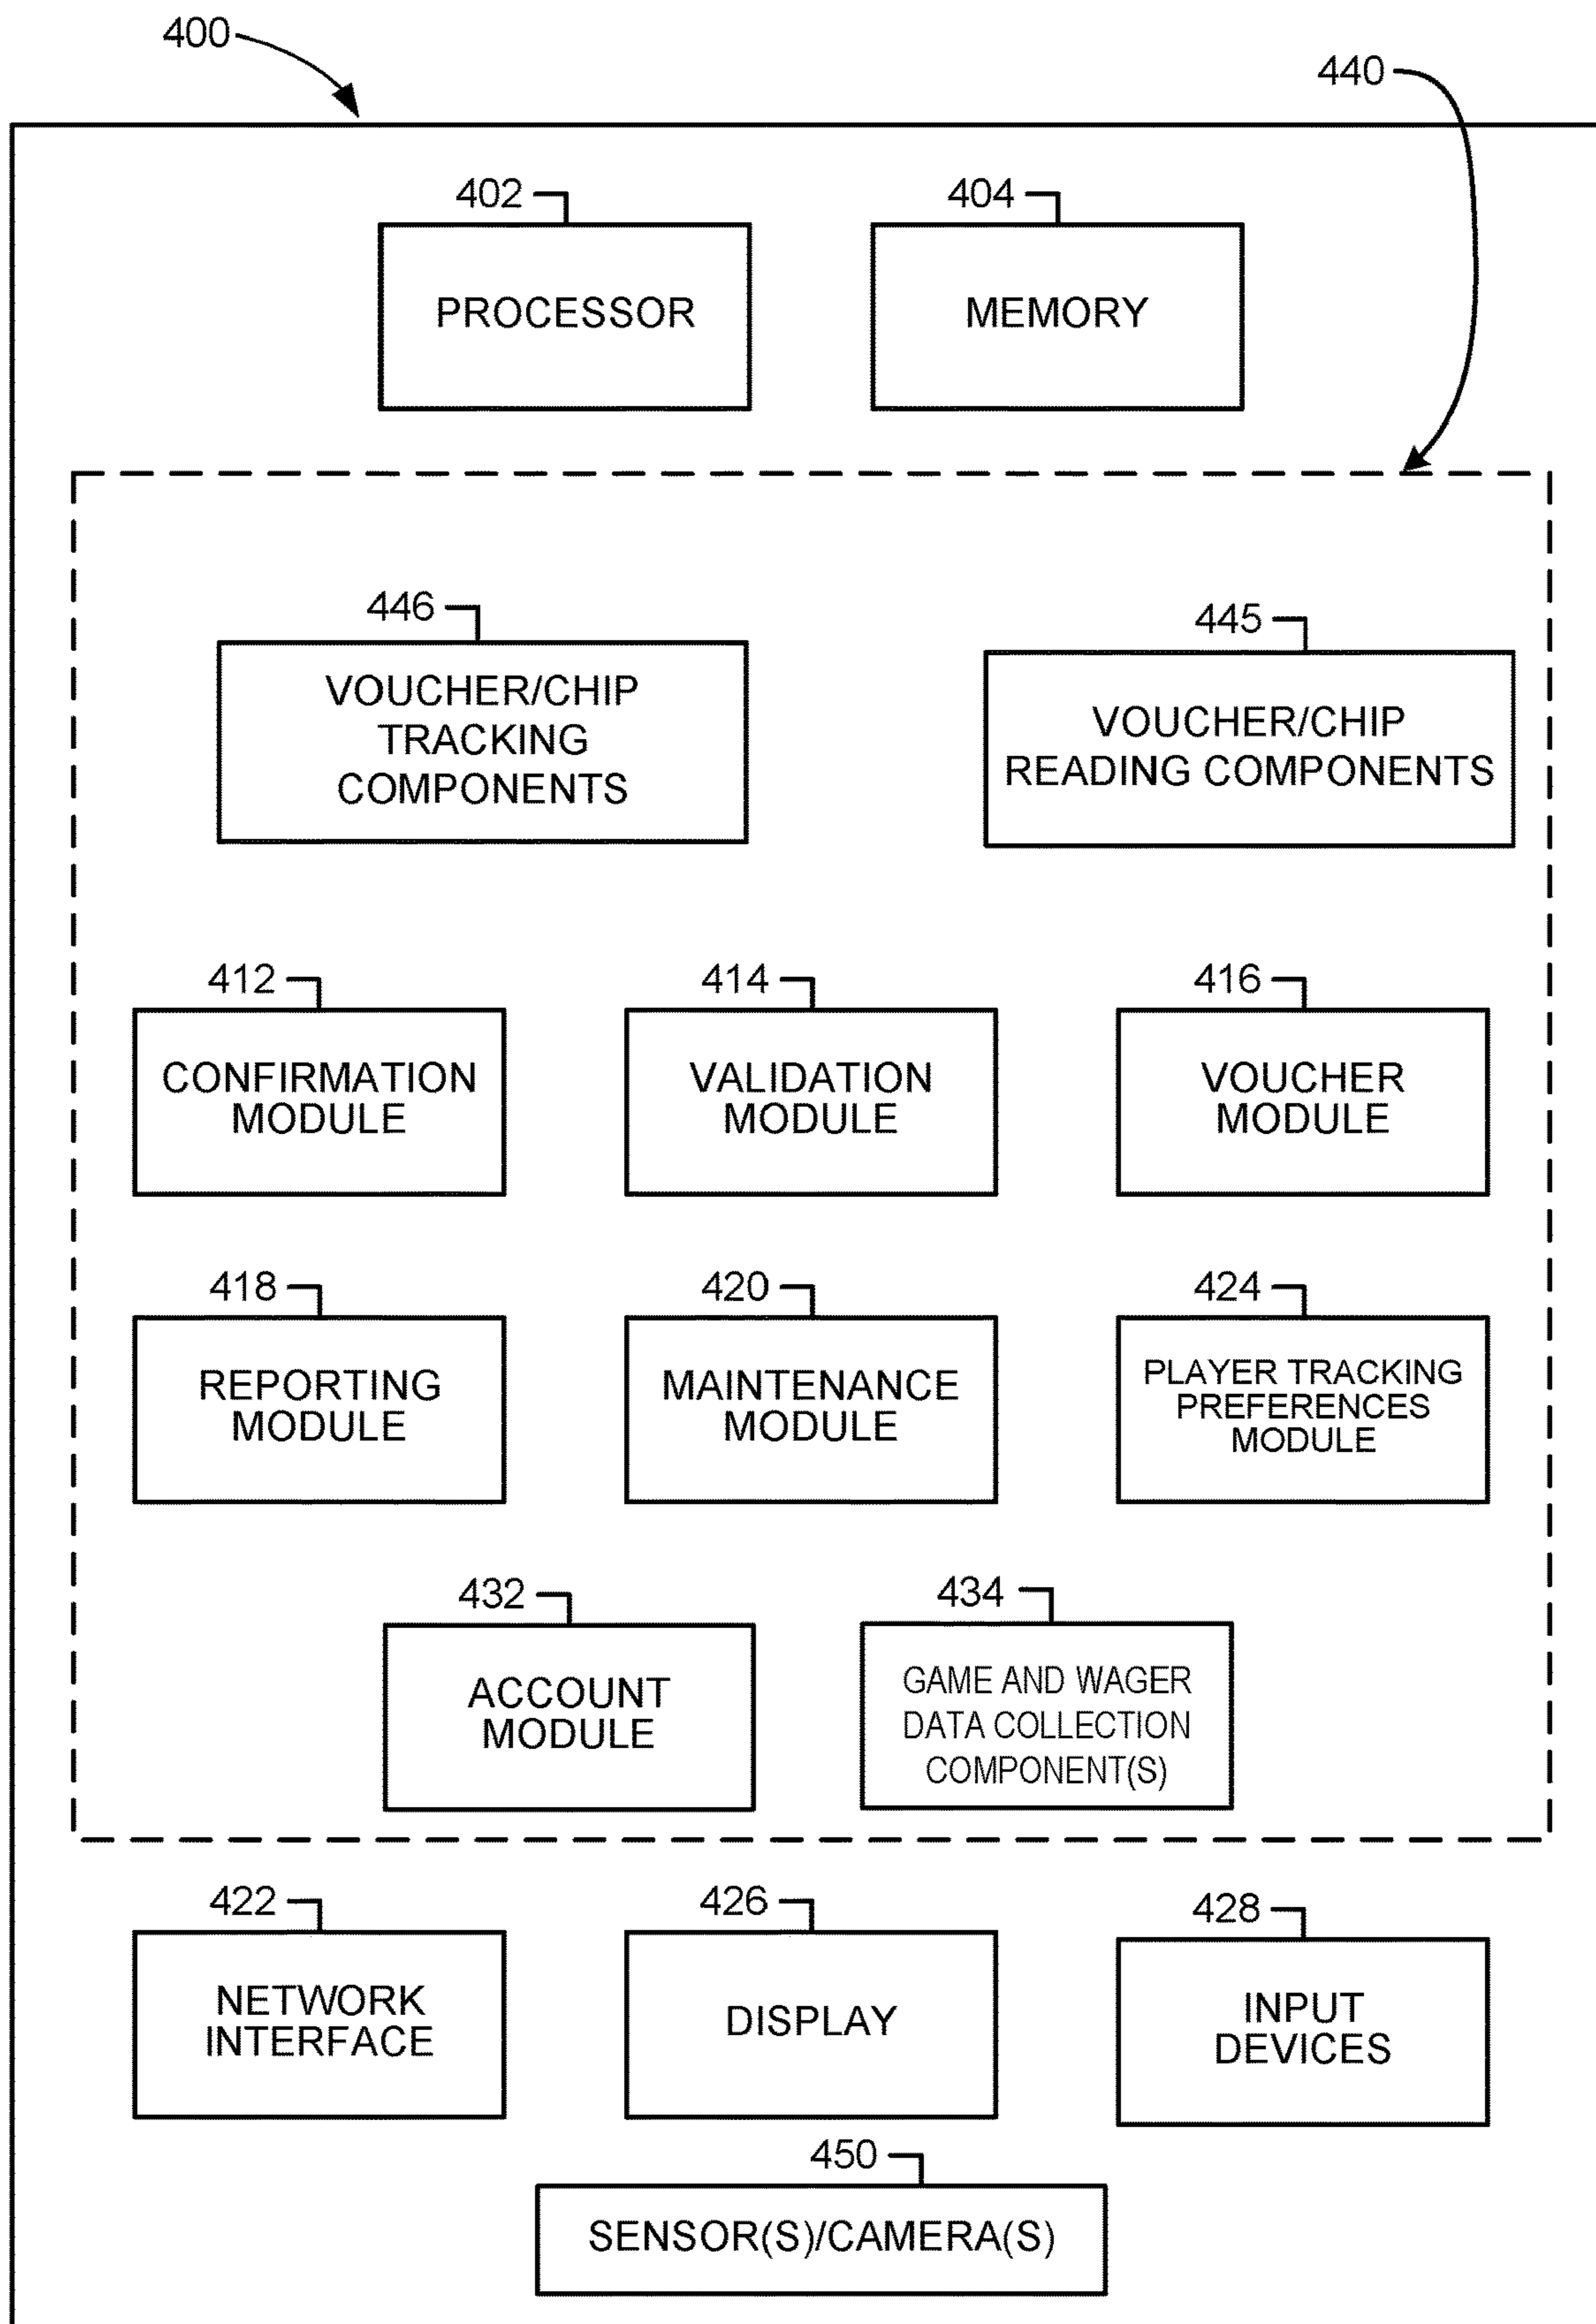 400
440
402
404
PROCESSOR
MEMORY
446
445
VOUCHER/CHIP
TRACKING
COMPONENTS
VOUCHER/CHIP
READING COMPONENTS
412
414
416
CONFIRMATION
MODULE
VALIDATION
MODULE
VOUCHER
MODULE
418
420
424
REPORTING
MODULE
MAINTENANCE
MODULE
PLAYER TRACKING
PREFERENCES
MODULE
432
434
ACCOUNT
MODULE
GAME AND WAGER
DATA COLLECTION
COMPONENT(S)
422
426
428
NETWORK
INTERFACE
DISPLAY
INPUT
DEVICES
450
SENSOR(S)/CAMERA(S)